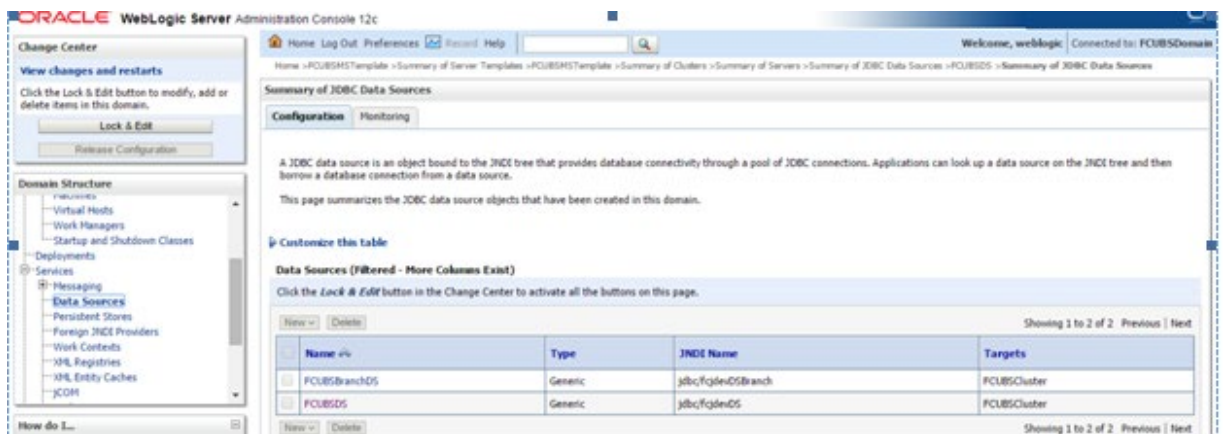 ORACLE WebLogic Server Administration Console 12c
Change Center
View changes and restarts
Click the Lock & Edit button to modify, add or
delete items in this domain.
Lock & Edit
Release Configuration
Domain Structure
Machines
Virtual Hosts
Work Managers
Startup and Shutdown Classes
Deployments
Services
Messaging
Data Sources
Persistent Stores
Foreign JNDI Providers
Work Contexts
XML Registries
XML Entity Caches
jCOM
How do I...
Home Log Out Preferences Record Help
Welcome, weblogic Connected to: FCUBSDomain
Home >FCUBSMSTemplate >Summary of Server Templates >FCUBSMSTemplate >Summary of Clusters >Summary of Servers >Summary of JDBC Data Sources >FCUBSDS >Summary of JDBC Data Sources
Summary of JDBC Data Sources
Configuration Monitoring
A JDBC data source is an object bound to the JNDI tree that provides database connectivity through a pool of JDBC connections. Applications can look up a data source on the JNDI tree and then
borrow a database connection from a data source.
This page summarizes the JDBC data source objects that have been created in this domain.
Customize this table
Data Sources (Filtered - More Columns Exist)
Click the Lock & Edit button in the Change Center to activate all the buttons on this page.
New Delete Showing 1 to 2 of 2 Previous | Next
Name Type JNDI Name Targets
FCUBSBranchDS Generic jdbc/fcjdevDSBranch FCUBSCluster
FCUBSDS Generic jdbc/fcjdevDS FCUBSCluster
New Delete Showing 1 to 2 of 2 Previous | Next